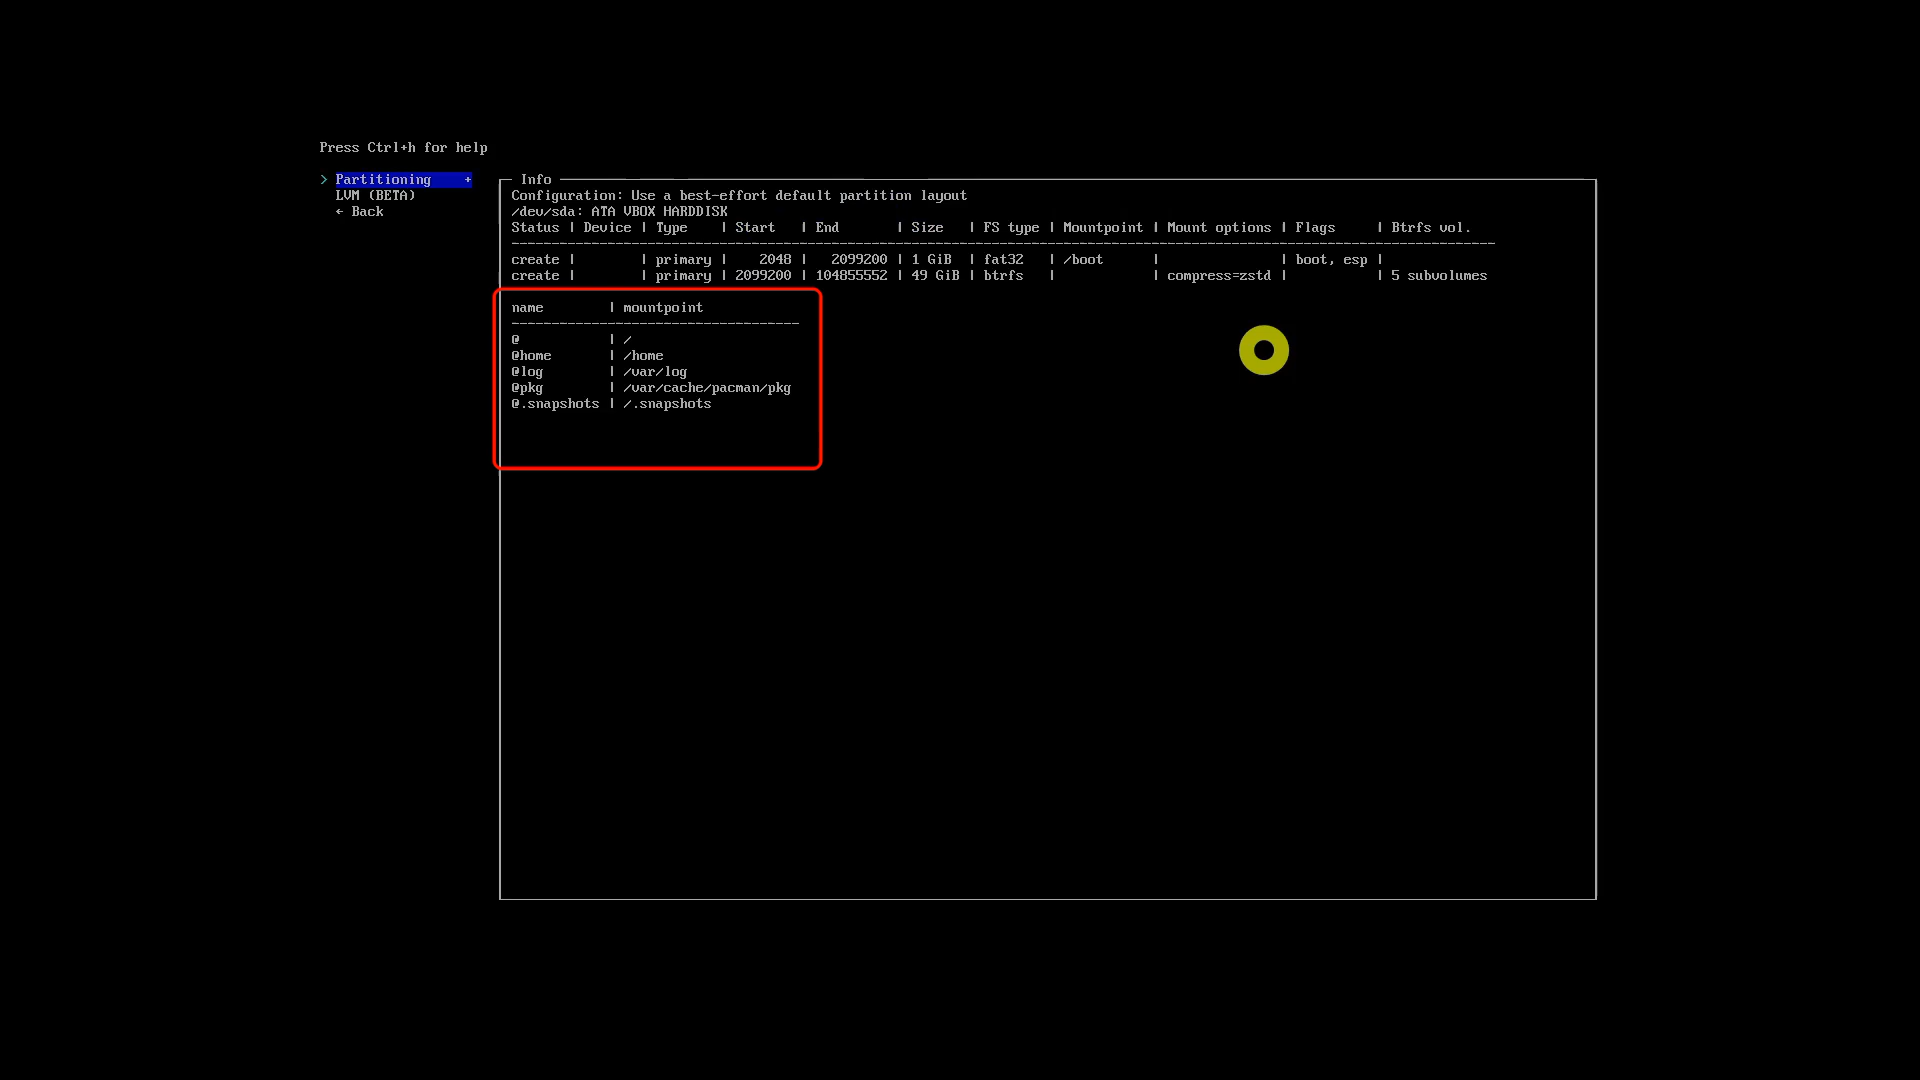 Press Ctrl+h for help
> Partitioning +
LVM (BETA)
← Back
Info
Configuration: Use a best-effort default partition layout
/dev/sda: ATA VBOX HARDDISK
Status | Device | Type | Start | End | Size | FS type | Mountpoint | Mount options | Flags | Btrfs vol.
create | | primary | 2048 | 2099200 | 1 GiB | fat32 | /boot | | boot, esp |
create | | primary | 2099200 | 104855552 | 49 GiB | btrfs | | compress=zstd | | 5 subvolumes
name | mountpoint
@ | /
@home | /home
@log | /var/log
@pkg | /var/cache/pacman/pkg
@.snapshots | /.snapshots